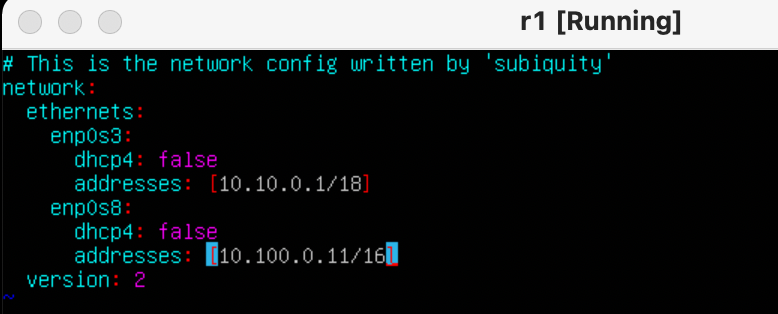 r1 [Running]
# This is the network config written by 'subiquity'
network:
  ethernets:
    enp0s3:
      dhcp4: false
      addresses: [10.10.0.1/18]
    enp0s8:
      dhcp4: false
      addresses: [10.100.0.11/16]
  version: 2
~